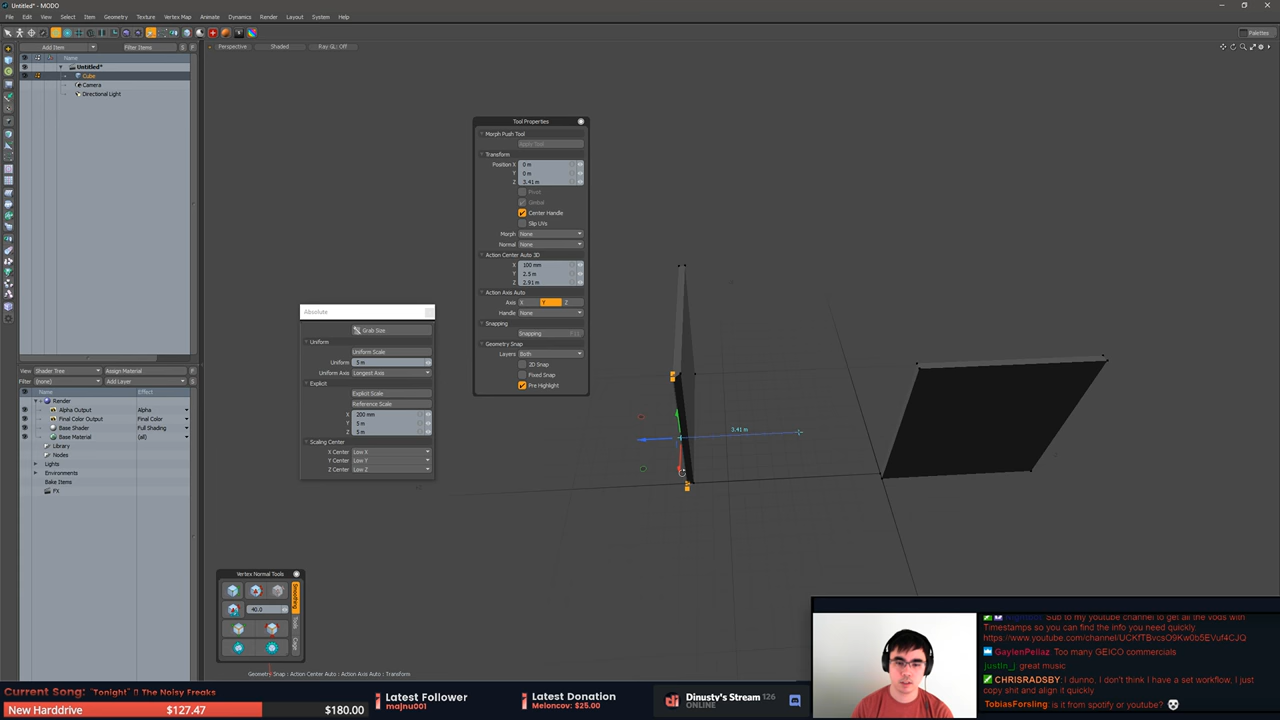 Untitled* - MODO
File Edit View Select Mesh Geometry Texture Vertex Map Animate Dynamics Render Layout System Help
Palettes
Add Item Filter Items S F
Name
Untitled*
Cube
Camera
Directional Light
Perspective Shaded Ray GL: Off
Tool Properties
Morph Push Tool
Apply Tool
Transform
Position X 0 m
Y 0 m
Z 3.41 m
Pivot
Global
Center Handle
Slip UVs
Morph None
Normal None
Action Center Auto 3D
X 100 mm
Y 2.5 m
Z 2.91 m
Action Axis Auto
Axis X Y Z
Handle None
Snapping
Snapping F11
Geometry Snap
Layers Both
2D Snap
Fixed Snap
Pre Highlight
Absolute
Grab Size
Uniform
Uniform Scale
Uniform 5 m
Uniform Axis Longest Axis
Explicit
Explicit Scale
Reference Scale
X 200 mm
Y 5 m
Z 5 m
Scaling Center
X Center Low X
Y Center Low Y
Z Center Low Z
3.41 m
View Shader Tree Assign Material F
(none) Add Layer S
Name Effect
Render
Alpha Output Alpha
Final Color Output Final Color
Base Shader Full Shading
Base Material (all)
Library
Nodes
Lights
Environments
Bake Items
FX
Vertex Normal Tools
40.0
Smoothing
Tools
Geometry Snap : Action Center Auto : Action Axis Auto : Transform
Sub to my youtube channel to get all the vods with
Timestamps so you can find the info you need quickly.
https://www.youtube.com/channel/UCKfTBvcsO9Kw0b5EVuf3tQA
GaylenPellaz Too many GEICO commercials
justin_j great music
CHRISRADSBY: I dunno, I don't think I have a set workflow, I just
copy shit and align it quickly
TobiasForsling is it from spotify or youtube?
Current Song: "Tonight" The Noisy Freaks
New Harddrive $127.47 $180.00
Latest Follower
majnu001
Latest Donation
Meloncov: $25.00
Dinusty's Stream 126
ONLINE